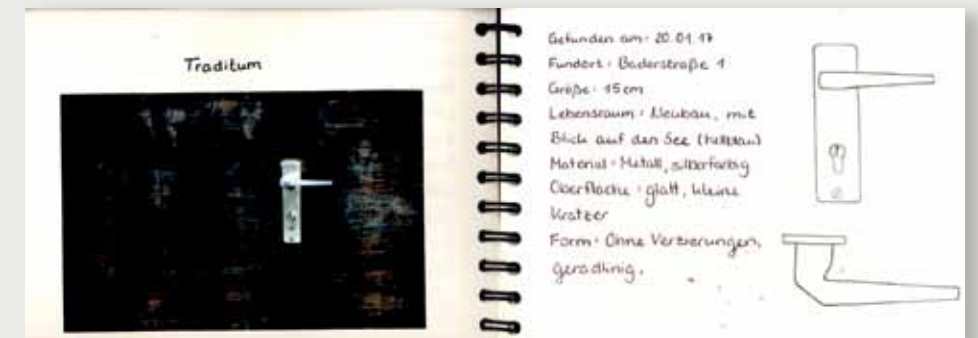 Traditum
Gefunden am: 20.01.17
Fundort: Baderstraße 1
Größe: 15 cm
Lebensraum: Neubau, mit
Blick auf den See
Material: Metall, silberfarbig
Oberfläche: glatt, kleine
Kratzer
Form: Ohne Verzierungen,
geradlinig.